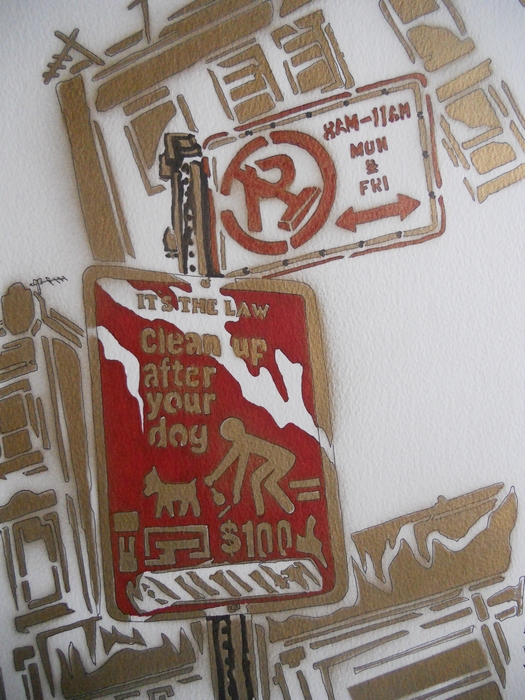 8AM-11AM
MON
&
FRI
IT'S THE LAW
clean up
after
your
dog
$100